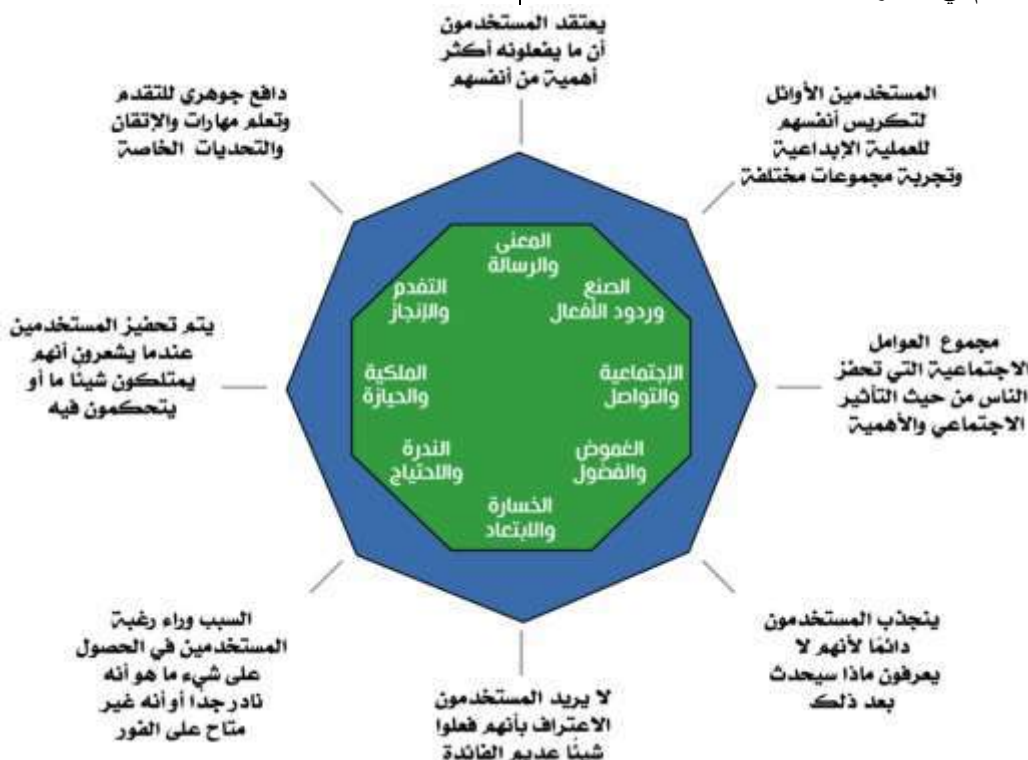 يعتقد المستخدمون
أن ما يفعلونه أكثر
أهمية من أنفسهم
المستخدمين الأوائل
لتكريس أنفسهم
للعملية الإبداعية
وتجربة مجموعات مختلفة
دافع جوهري للتقدم
وتعلم مهارات والإتقان
والتحديات الخاصة
المعنى
والرسالة
الصنع
وردود الأفعال
التقدم
والإنجاز
مجموع العوامل
الاجتماعية التي تحفز
الناس من حيث التأثير
الاجتماعي والأهمية
الإجتماعية
والتواصل
الملكية
والحيازة
يتم تحفيز المستخدمين
عندما يشعرون أنهم
يمتلكون شيئًا ما أو
يتحكمون فيه
الغموض
والفضول
الندرة
والاحتياج
الخسارة
والابتعاد
ينجذب المستخدمون
دائمًا لأنهم لا
يعرفون ماذا سيحدث
بعد ذلك
لا يريد المستخدمون
الاعتراف بأنهم فعلوا
شيئًا عديم الفائدة
السبب وراء رغبة
المستخدمين في الحصول
على شيء ما هو أنه
نادر جدًا أو أنه غير
متاح على الفور